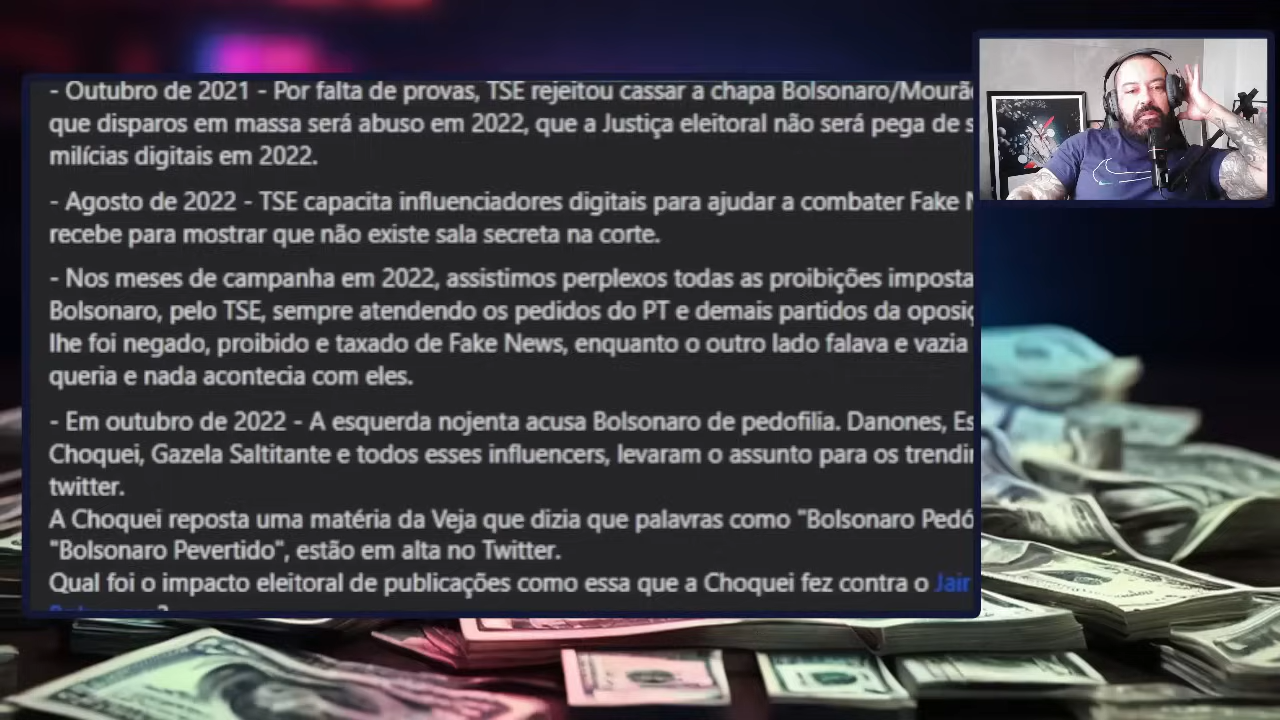 - Outubro de 2021 - Por falta de provas, TSE rejeitou cassar a chapa Bolsonaro/Mourão
que disparos em massa será abuso em 2022, que a Justiça eleitoral não será pega de s
milícias digitais em 2022.
- Agosto de 2022 - TSE capacita influenciadores digitais para ajudar a combater Fake N
recebe para mostrar que não existe sala secreta na corte.
- Nos meses de campanha em 2022, assistimos perplexos todas as proibições imposta
Bolsonaro, pelo TSE, sempre atendendo os pedidos do PT e demais partidos da oposiç
lhe foi negado, proibido e taxado de Fake News, enquanto o outro lado falava e vazia
queria e nada acontecia com eles.
- Em outubro de 2022 - A esquerda nojenta acusa Bolsonaro de pedofilia. Danones, Es
Choquei, Gazela Saltitante e todos esses influencers, levaram o assunto para os trendin
twitter.
A Choquei reposta uma matéria da Veja que dizia que palavras como "Bolsonaro Pedó
"Bolsonaro Pevertido", estão em alta no Twitter.
Qual foi o impacto eleitoral de publicações como essa que a Choquei fez contra o Jair